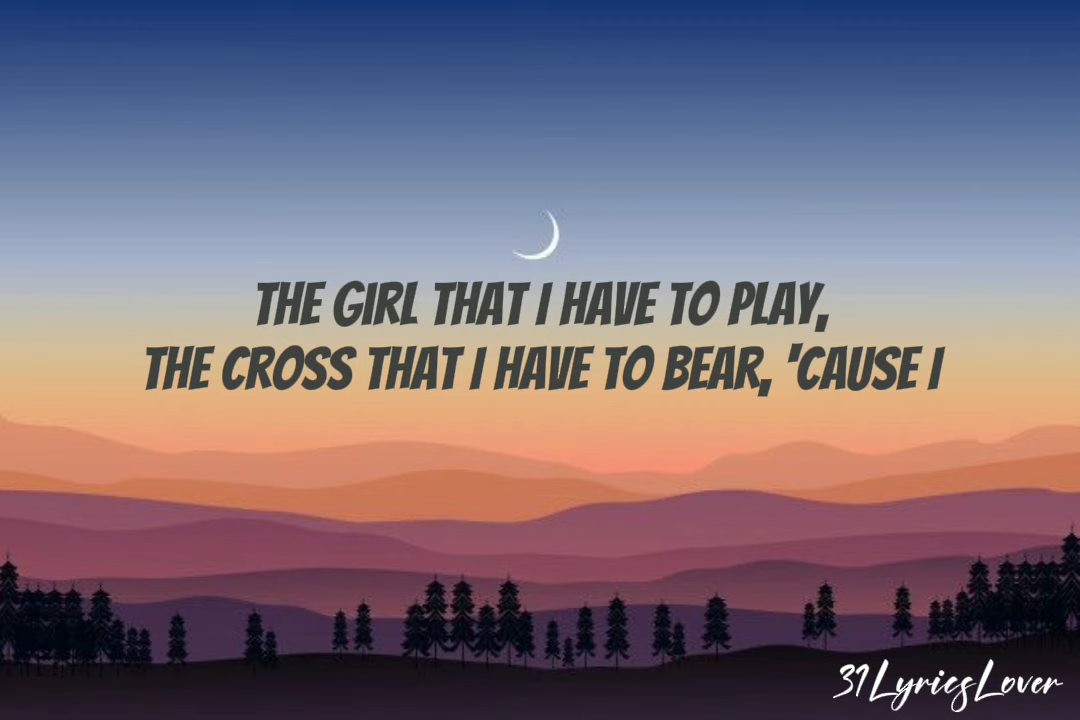 THE GIRL THAT I HAVE TO PLAY,
THE CROSS THAT I HAVE TO BEAR, 'CAUSE I
31LyricsLover